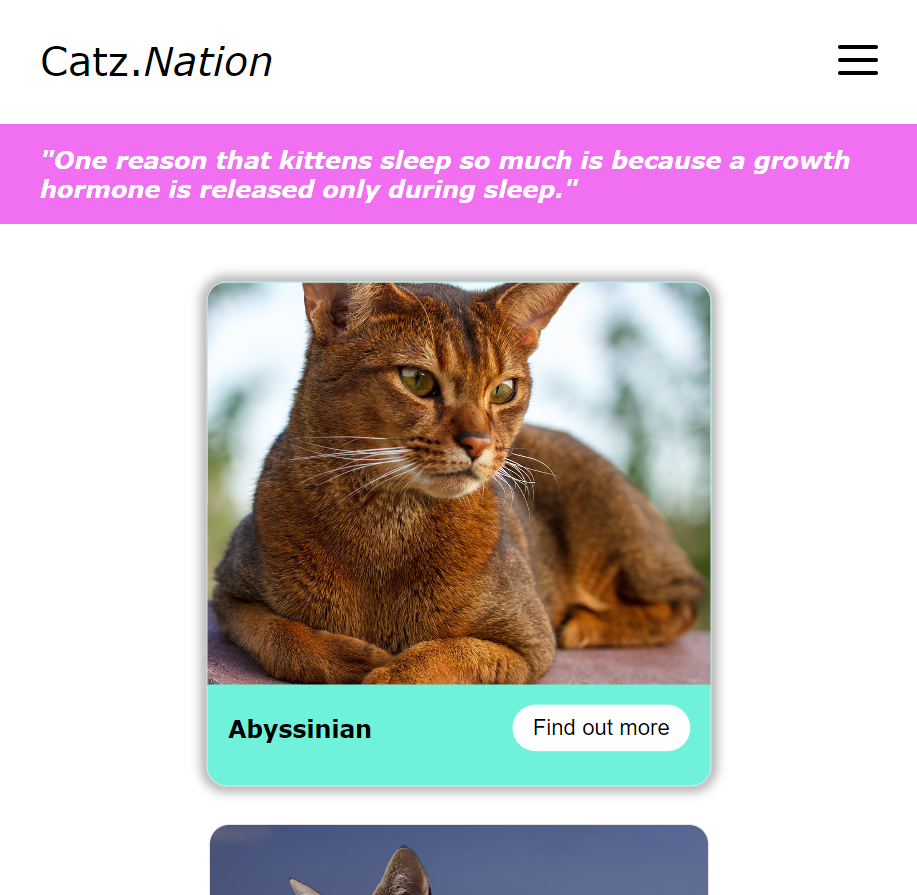 Catz.Nation
"One reason that kittens sleep so much is because a growth
hormone is released only during sleep."
Abyssinian
Find out more